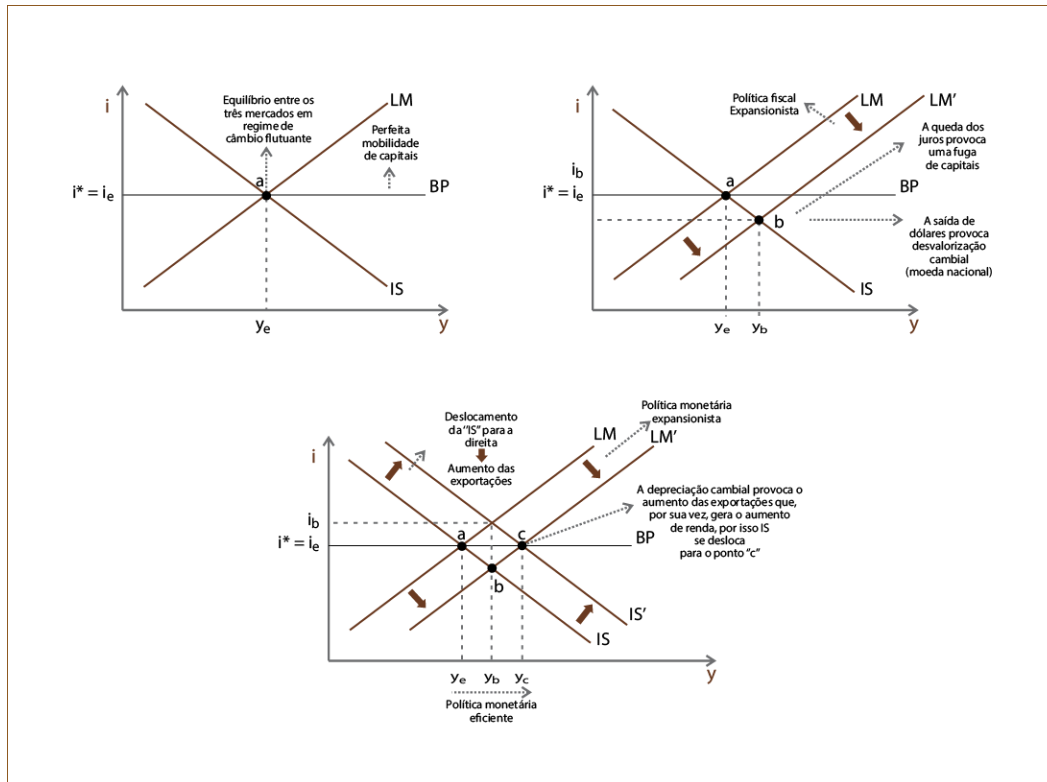 i
Equilíbrio entre os
três mercados em
regime de
câmbio flutuante
LM
Perfeita
mobilidade
de capitais
a
i* = ie
BP
IS
ye
y
i
Política fiscal
Expansionista
LM
LM’
A queda dos
juros provoca
uma fuga
de capitais
ib
a
i* = ie
BP
b
A saída de
dólares provoca
desvalorização
cambial
(moeda nacional)
IS
ye
yb
y
i
Deslocamento
da “IS” para a
direita
Aumento das
exportações
LM
Política monetária
expansionista
LM’
A depreciação cambial provoca o
aumento das exportações que,
por sua vez, gera o aumento
de renda, por isso IS
se desloca
para o ponto “c”
ib
a
c
i* = ie
BP
b
IS’
IS
ye
yb
yc
y
Política monetária
eficiente